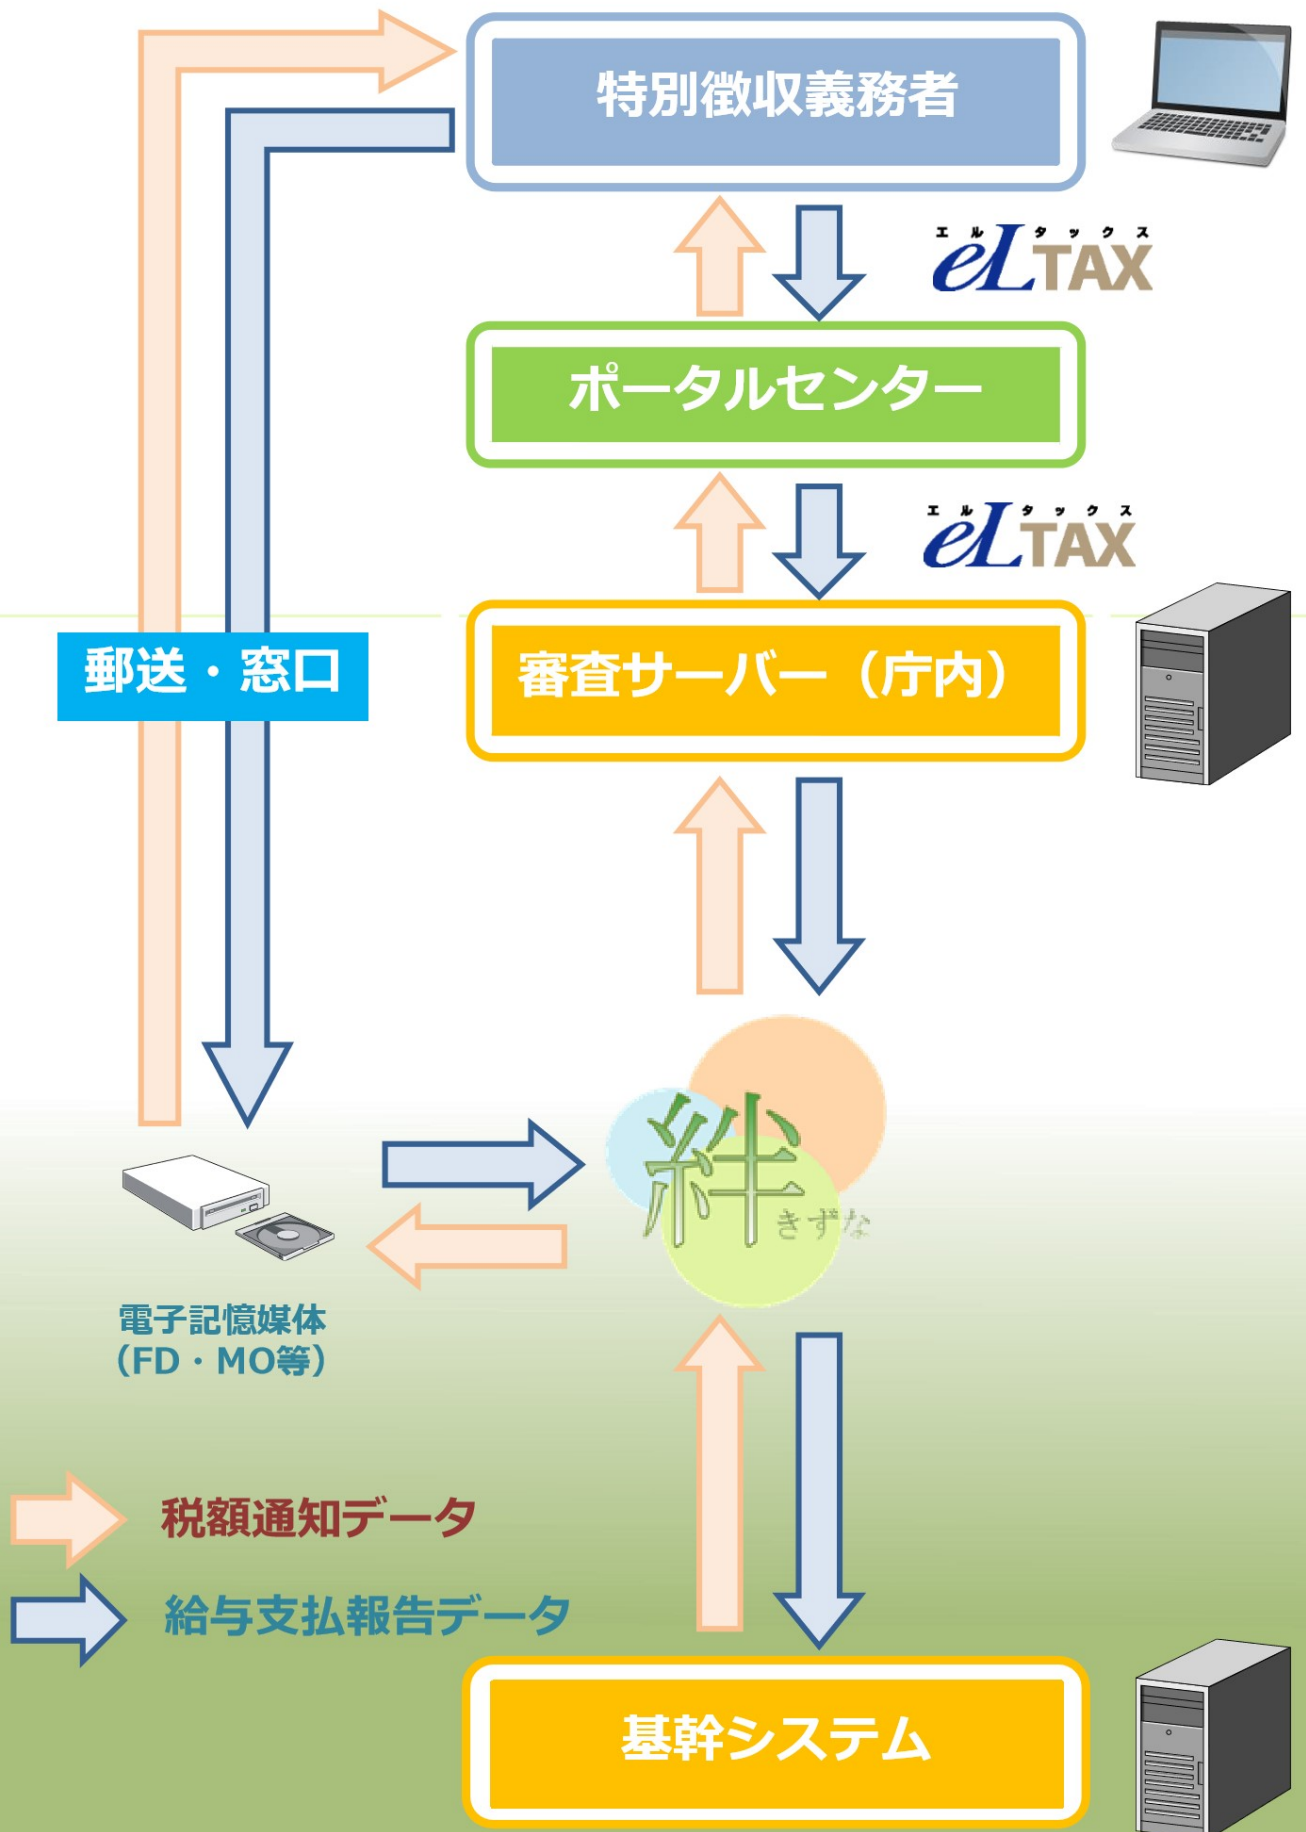 特別徴収義務者
エルタックス
eLTAX
ポータルセンター
エルタックス
eLTAX
郵送・窓口
審査サーバー（庁内）
絆
きずな
電子記憶媒体
（FD・MO等）
税額通知データ
給与支払報告データ
基幹システム